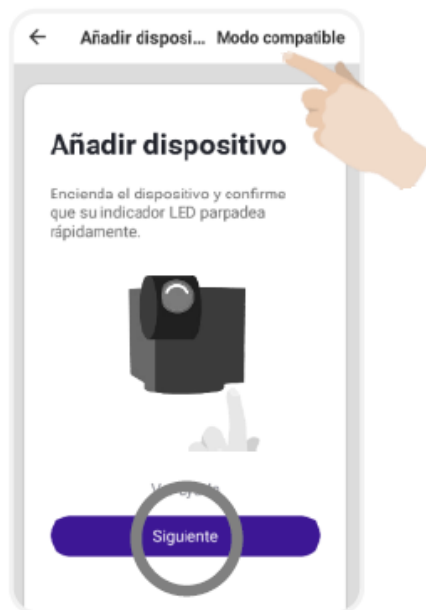 Añadir disposi... Modo compatible
Añadir dispositivo
Encienda el dispositivo y confirme
que su indicador LED parpadea
rápidamente.
Siguiente